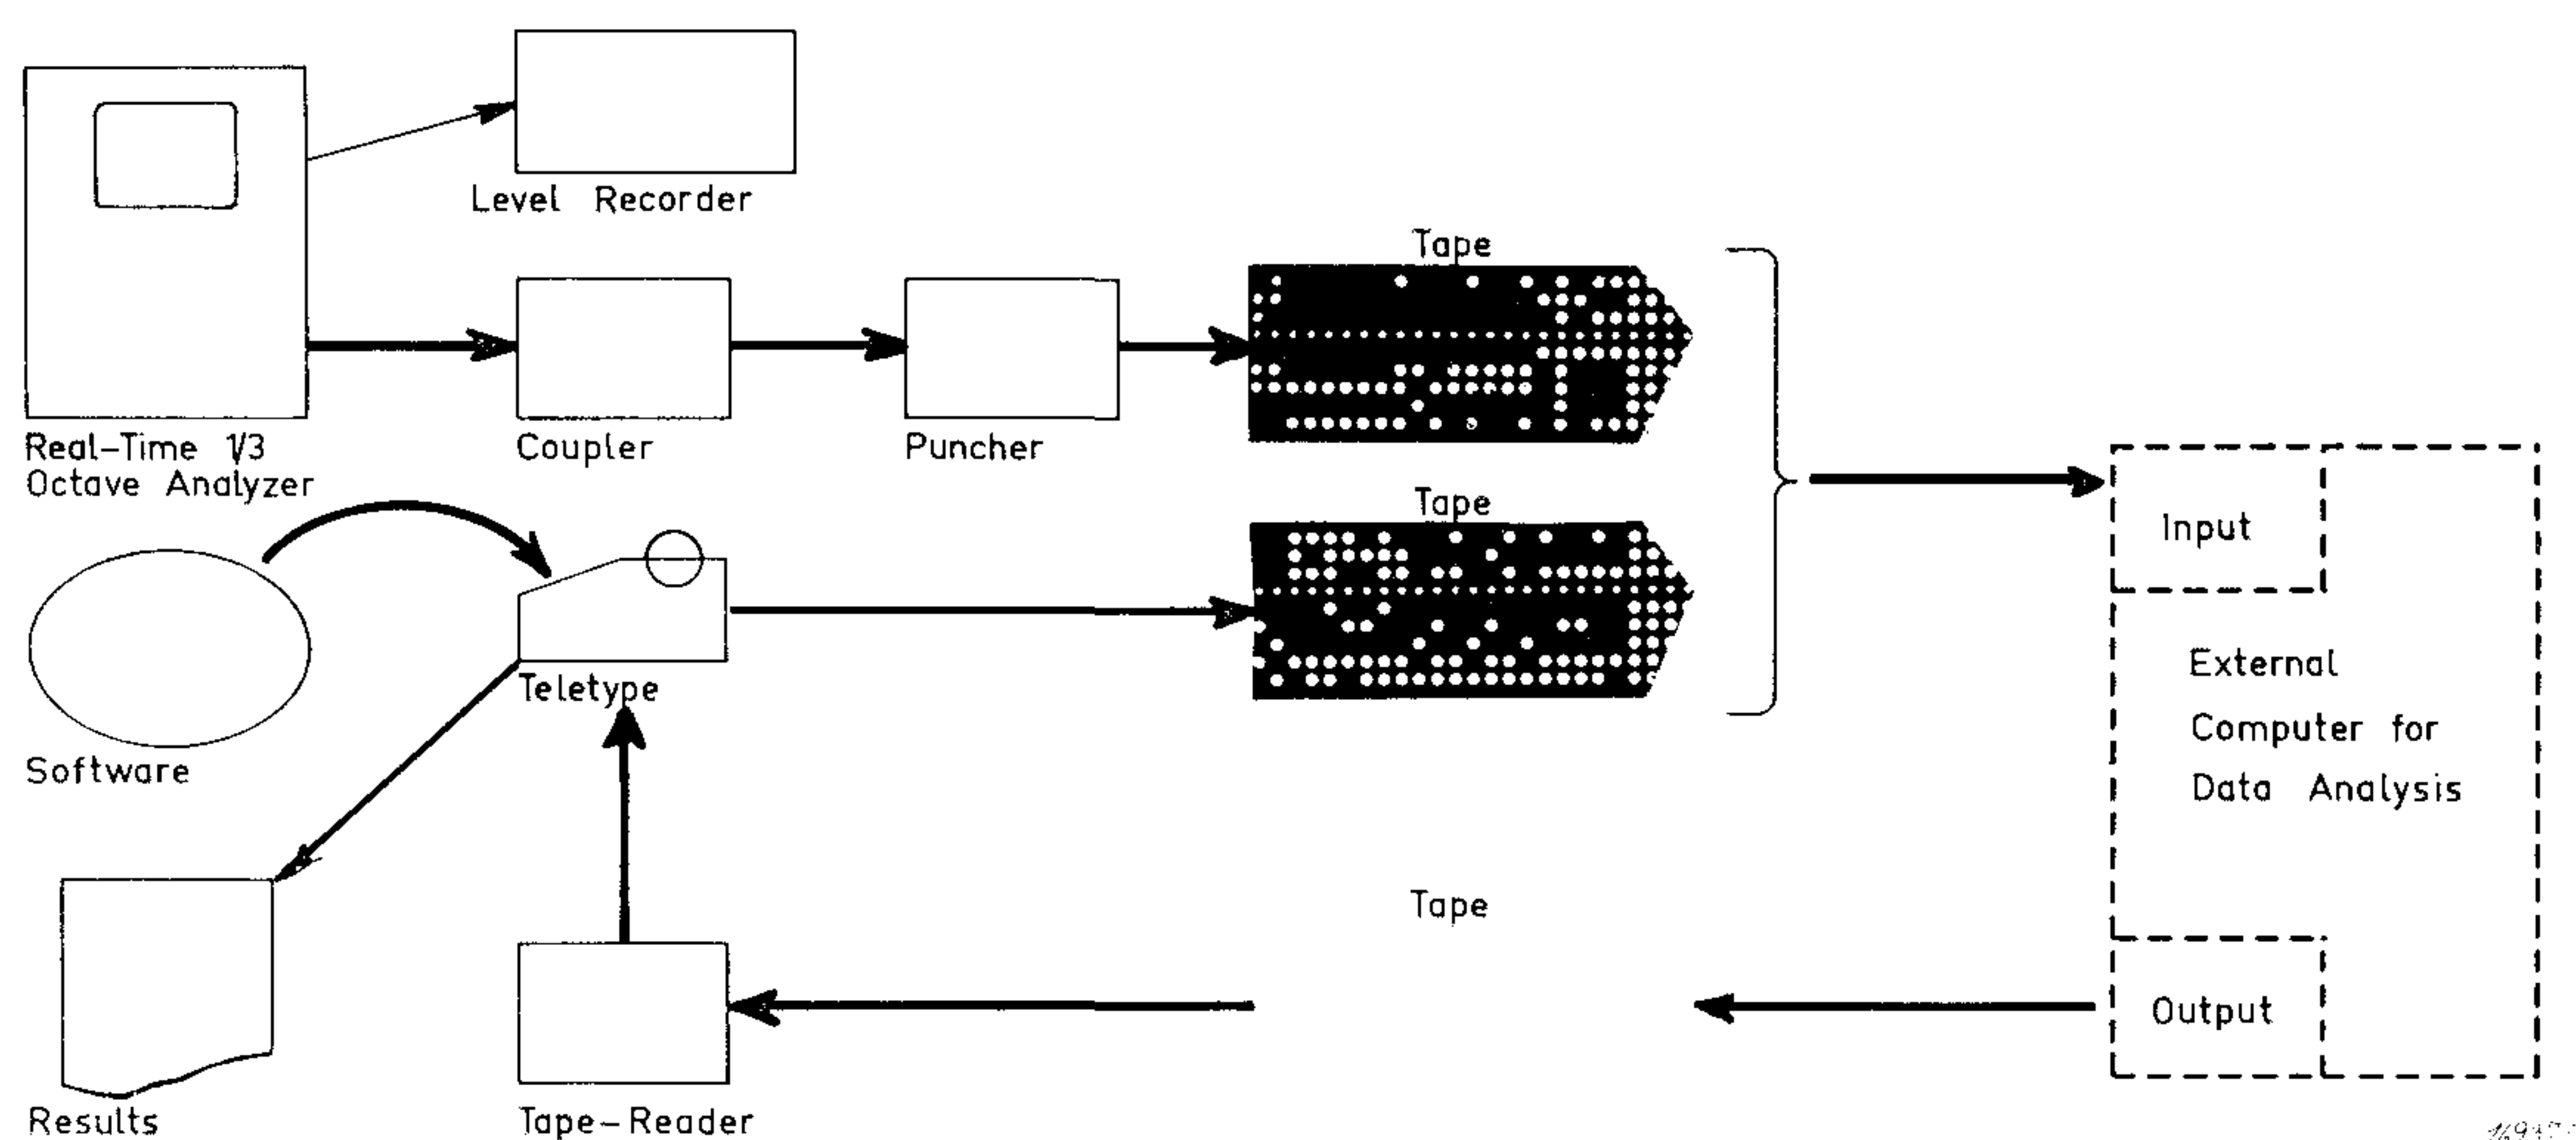 Level Recorder
Tape
Real-Time 1/3
Octave Analyzer
Coupler
Puncher
Tape
Input
Software
Teletype
External
Computer for
Data Analysis
Tape
Output
Results
Tape-Reader